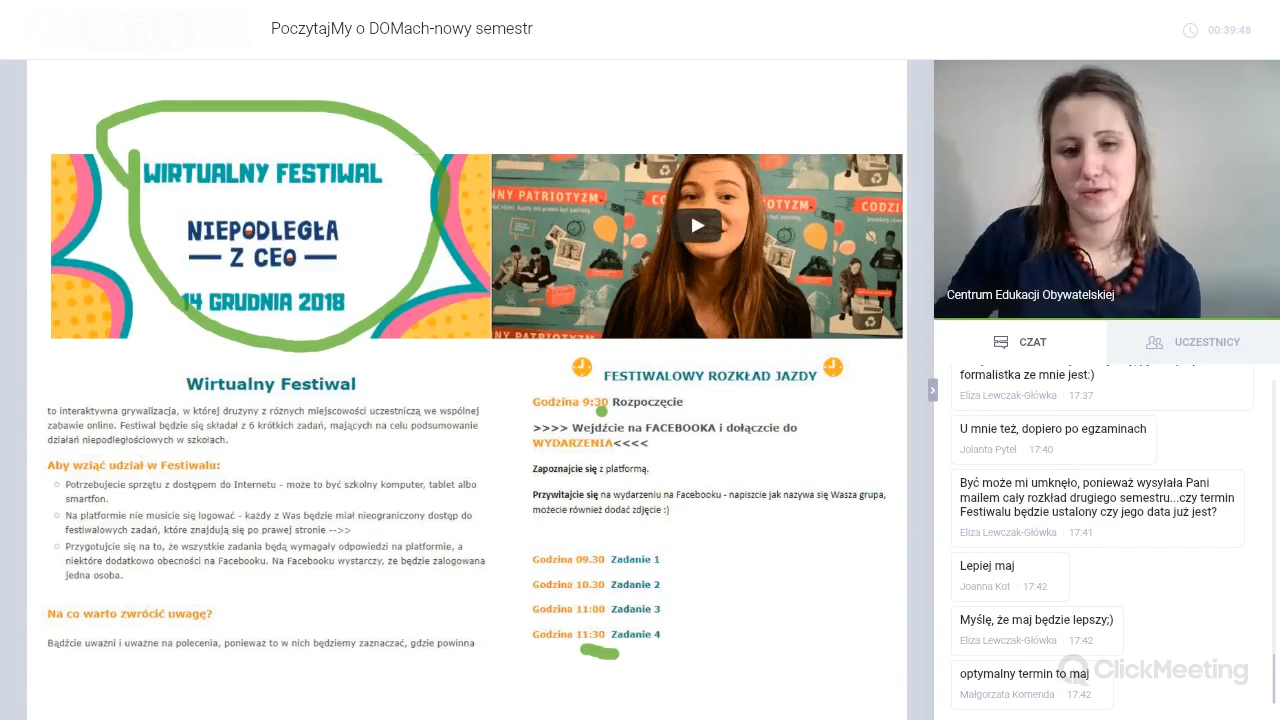 PoczytajMy o DOMach-nowy semestr
00:39:48
WIRTUALNY FESTIWAL
NIEPODLEGŁA
Z CEO
14 GRUDNIA 2018
NNY PATRIOTYZM
NY PATRIOTYZM
CODZI
Wirtualny Festiwal
to interaktywna grywalizacja, w której drużyny z różnych miejscowości uczestniczą we wspólnej
zabawie online. Festiwal będzie się składał z 6 krótkich zadań, mających na celu podsumowanie
działań niepodległościowych w szkołach.
Aby wziąć udział w Festiwalu:
Potrzebujecie sprzętu z dostępem do Internetu - może to być szkolny komputer, tablet albo
smartfon.
Na platformie nie musicie się logować - każdy z Was będzie miał nieograniczony dostęp do
festiwalowych zadań, które znajdują się po prawej stronie -->>
Przygotujcie się na to, że wszystkie zadania będą wymagały odpowiedzi na platformie, a
niektóre dodatkowo obecności na Facebooku. Na Facebooku wystarczy, ze będzie zalogowana
jedna osoba.
Na co warto zwrócić uwagę?
Bądźcie uważni i uważne na polecenia, ponieważ to w nich będziemy zaznaczać, gdzie powinna
FESTIWALOWY ROZKŁAD JAZDY
Godzina 9:30 Rozpoczęcie
>>>> Wejdźcie na FACEBOOKA i dołączcie do
WYDARZENIA<<<<
Zapoznajcie się z platformą.
Przywitajcie się na wydarzeniu na Facebooku - napiszcie jak nazywa się Wasza grupa,
możecie również dodać zdjęcie :)
Godzina 09.30 Zadanie 1
Godzina 10.30 Zadanie 2
Godzina 11:00 Zadanie 3
Godzina 11:30 Zadanie 4
Centrum Edukacji Obywatelskiej
CZAT
UCZESTNICY
formalistka ze mnie jest:)
Eliza Lewczak-Główka · 17:37
U mnie też, dopiero po egzaminach
Jolanta Pytel · 17:40
Być może mi umknęło, ponieważ wysyłała Pani
mailem cały rozkład drugiego semestru...czy termin
Festiwalu będzie ustalony czy jego data już jest?
Eliza Lewczak-Główka · 17:41
Lepiej maj
Joanna Kot · 17:42
Myślę, że maj będzie lepszy;)
Eliza Lewczak-Główka · 17:42
optymalny termin to maj
Małgorzata Komenda · 17:42
ClickMeeting